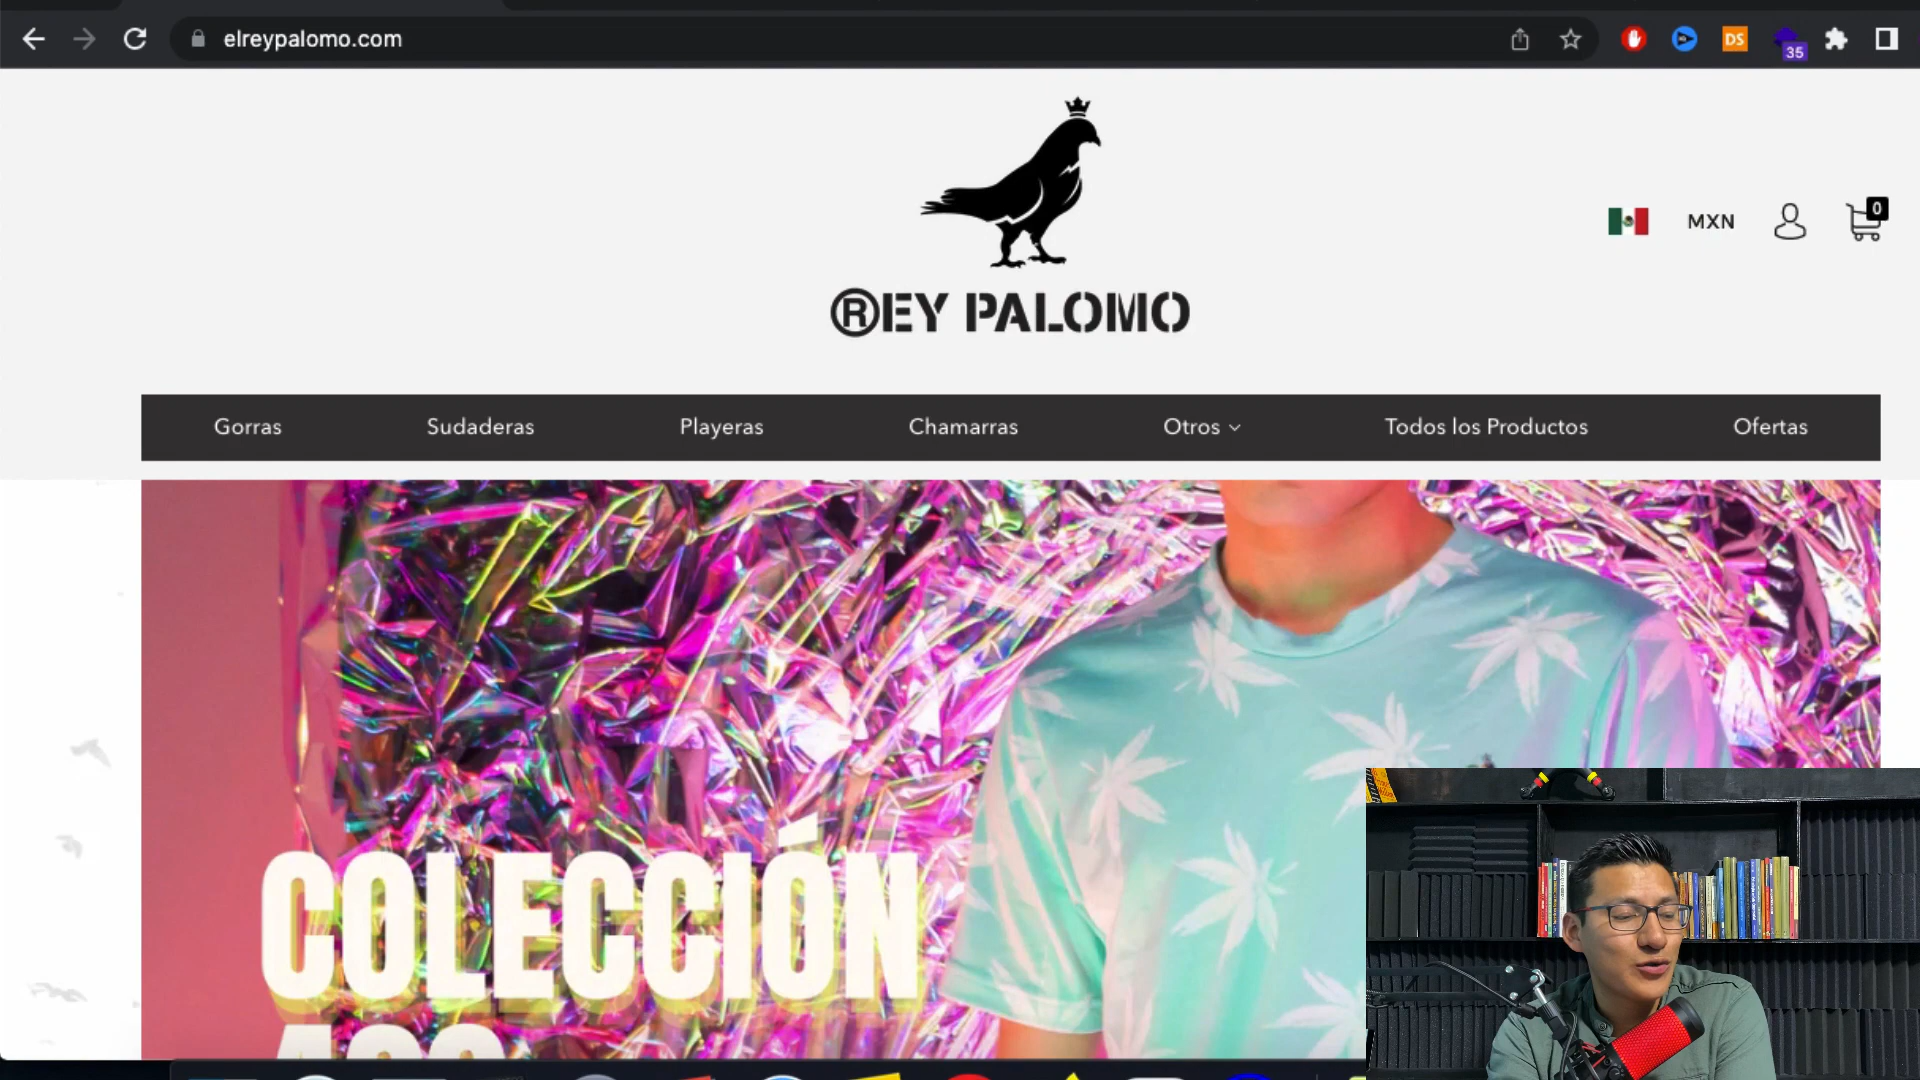 elreypalomo.com
DS
35
®EY PALOMO
MXN
0
Gorras
Sudaderas
Playeras
Chamarras
Otros
Todos los Productos
Ofertas
COLECCIÓN